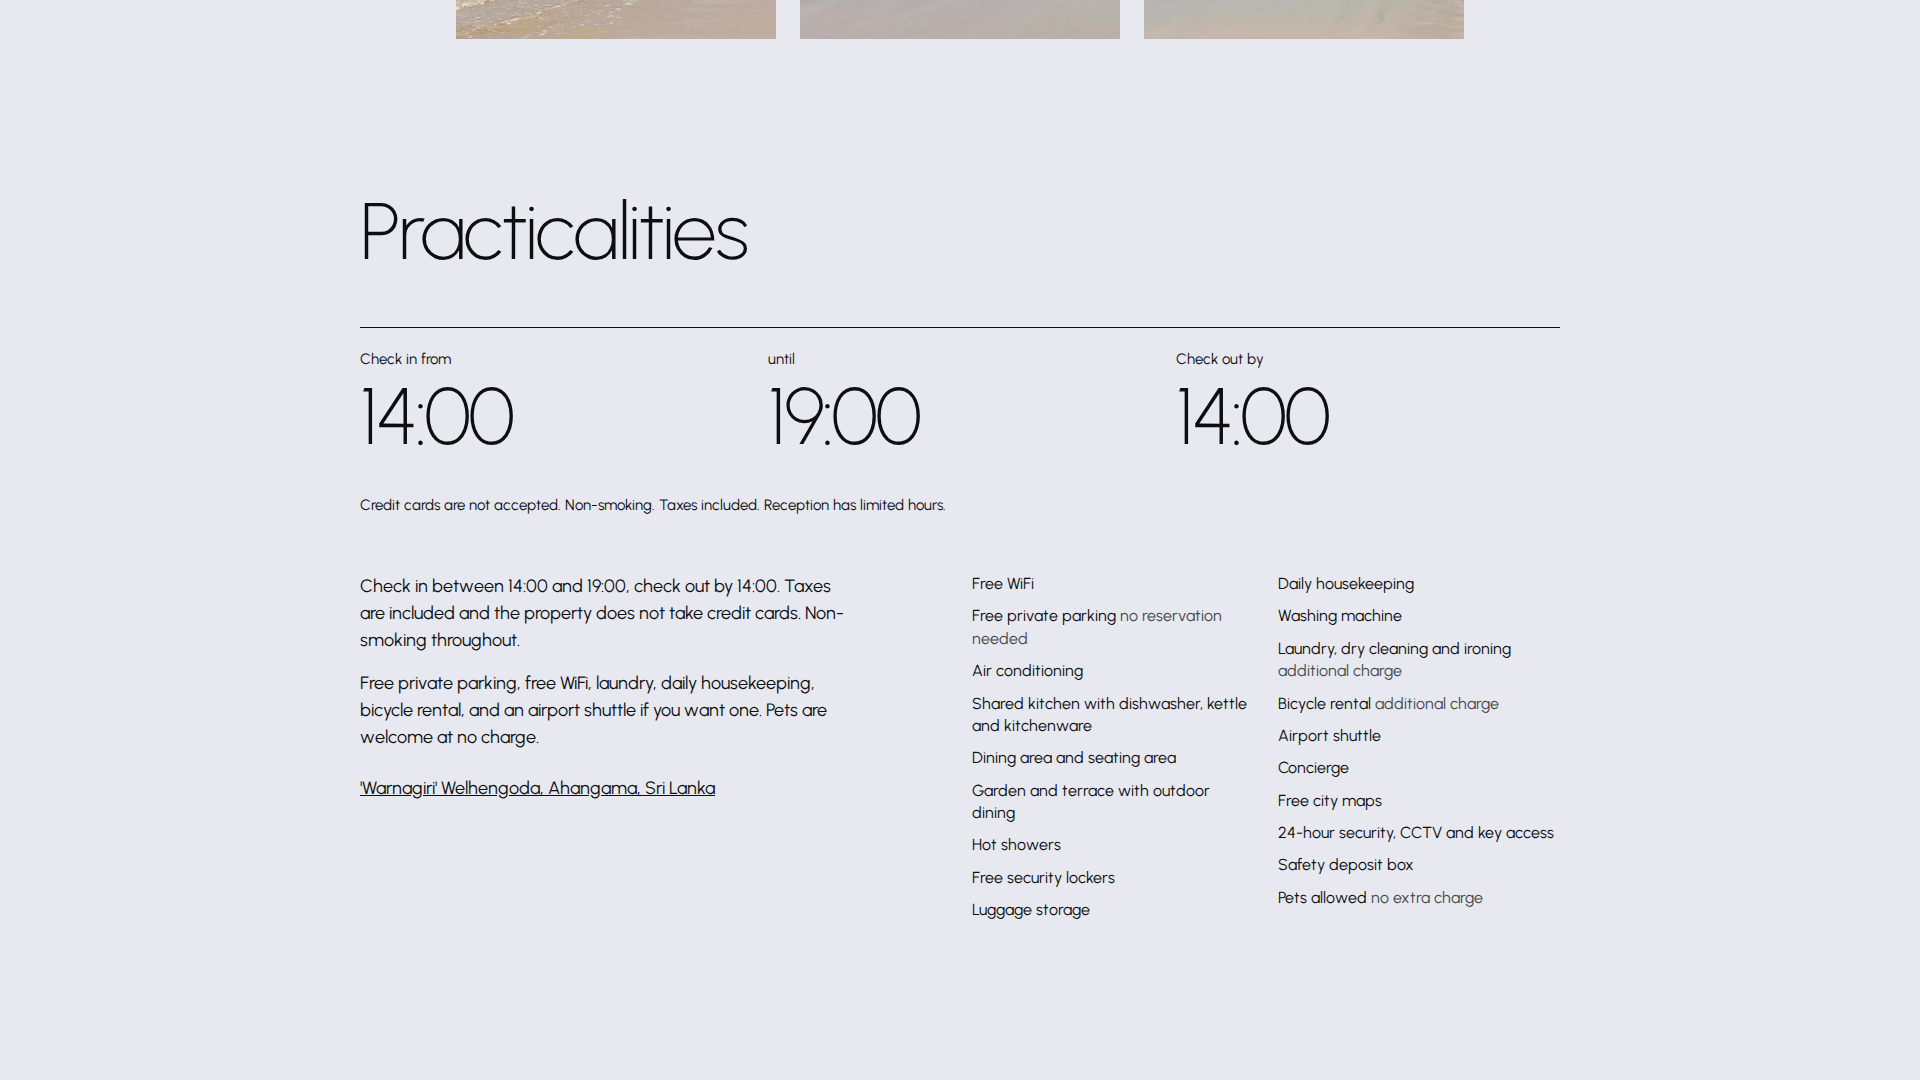 Practicalities
Check in from
14:00
until
19:00
Check out by
14:00
Credit cards are not accepted. Non-smoking. Taxes included. Reception has limited hours.
Check in between 14:00 and 19:00, check out by 14:00. Taxes
are included and the property does not take credit cards. Non-
smoking throughout.
Free private parking, free WiFi, laundry, daily housekeeping,
bicycle rental, and an airport shuttle if you want one. Pets are
welcome at no charge.
'Warnagiri' Welhengoda, Ahangama, Sri Lanka
Free WiFi
Free private parking no reservation
needed
Air conditioning
Shared kitchen with dishwasher, kettle
and kitchenware
Dining area and seating area
Garden and terrace with outdoor
dining
Hot showers
Free security lockers
Luggage storage
Daily housekeeping
Washing machine
Laundry, dry cleaning and ironing
additional charge
Bicycle rental additional charge
Airport shuttle
Concierge
Free city maps
24-hour security, CCTV and key access
Safety deposit box
Pets allowed no extra charge